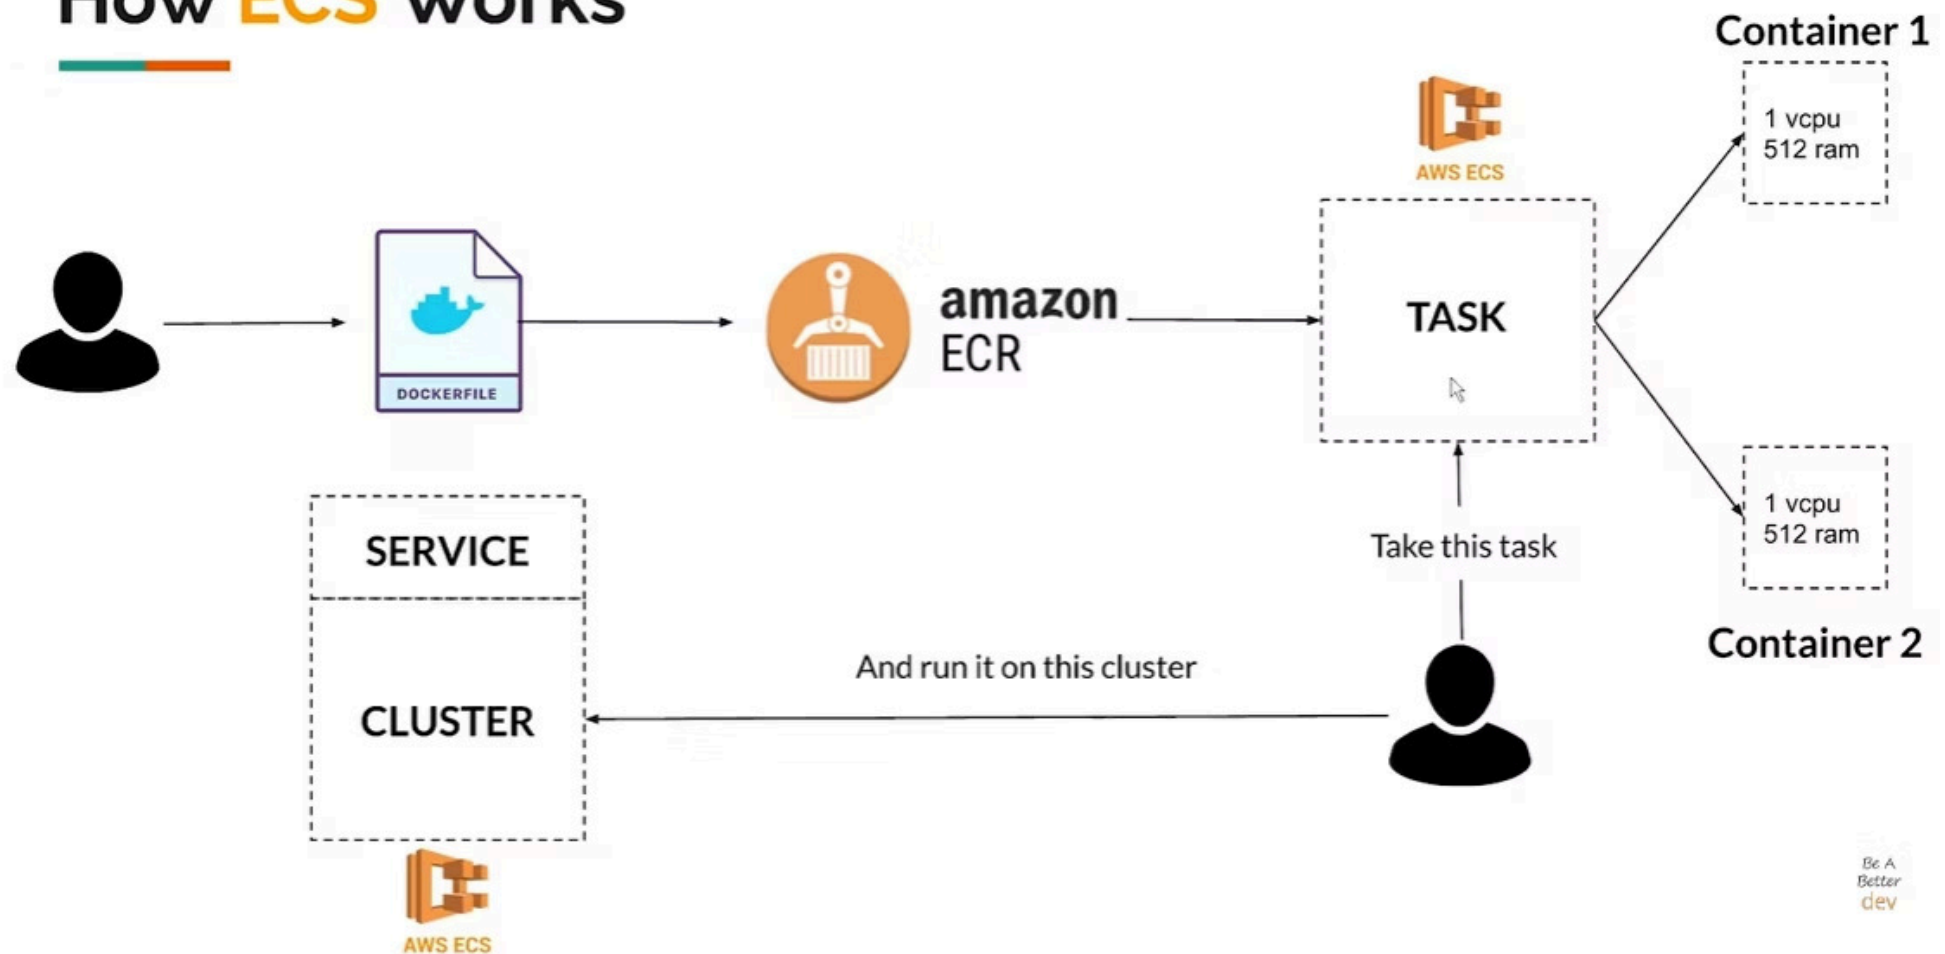 How ECS works
Container 1
1 vcpu
512 ram
AWS ECS
DOCKERFILE
amazon
ECR
TASK
SERVICE
CLUSTER
Take this task
And run it on this cluster
1 vcpu
512 ram
Container 2
AWS ECS
Be A
Better
dev